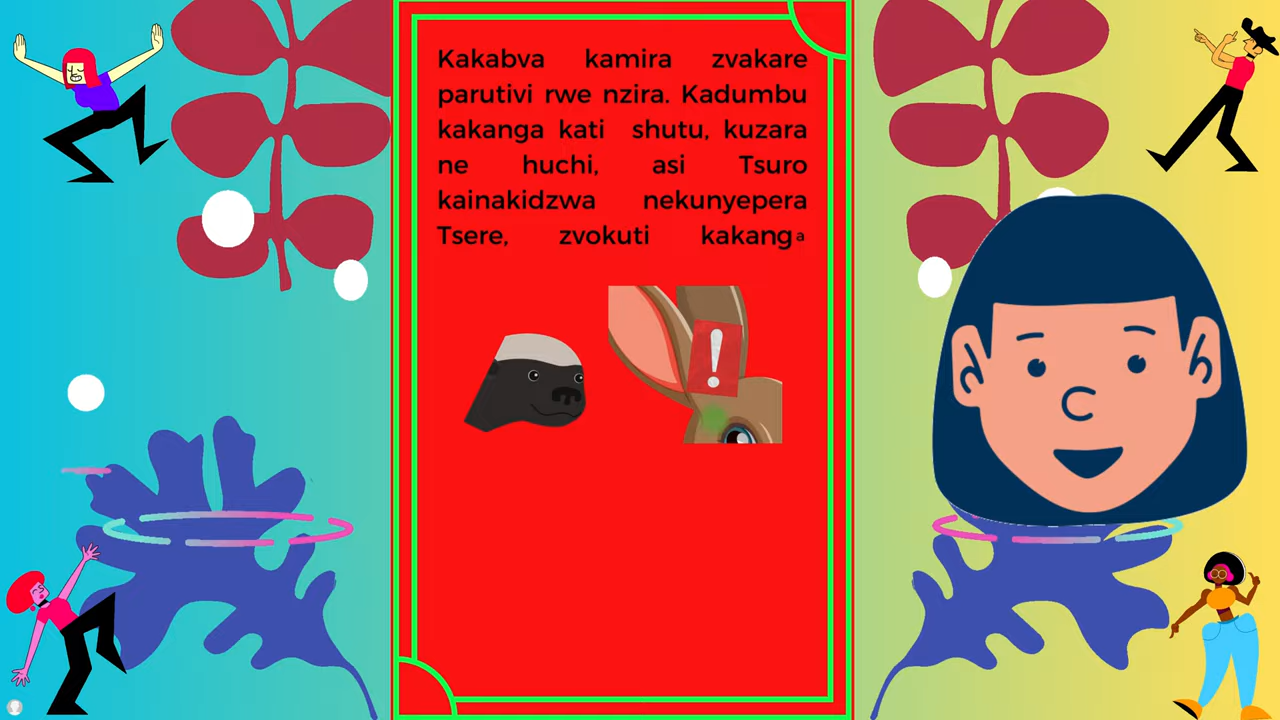 Kakabva kamira zvakare
parutivi rwe nzira. Kadumbu
kakanga kati shutu, kuzara
ne huchi, asi Tsuro
kainakidzwa nekunyepera
Tsere, zvokuti kakanga
!